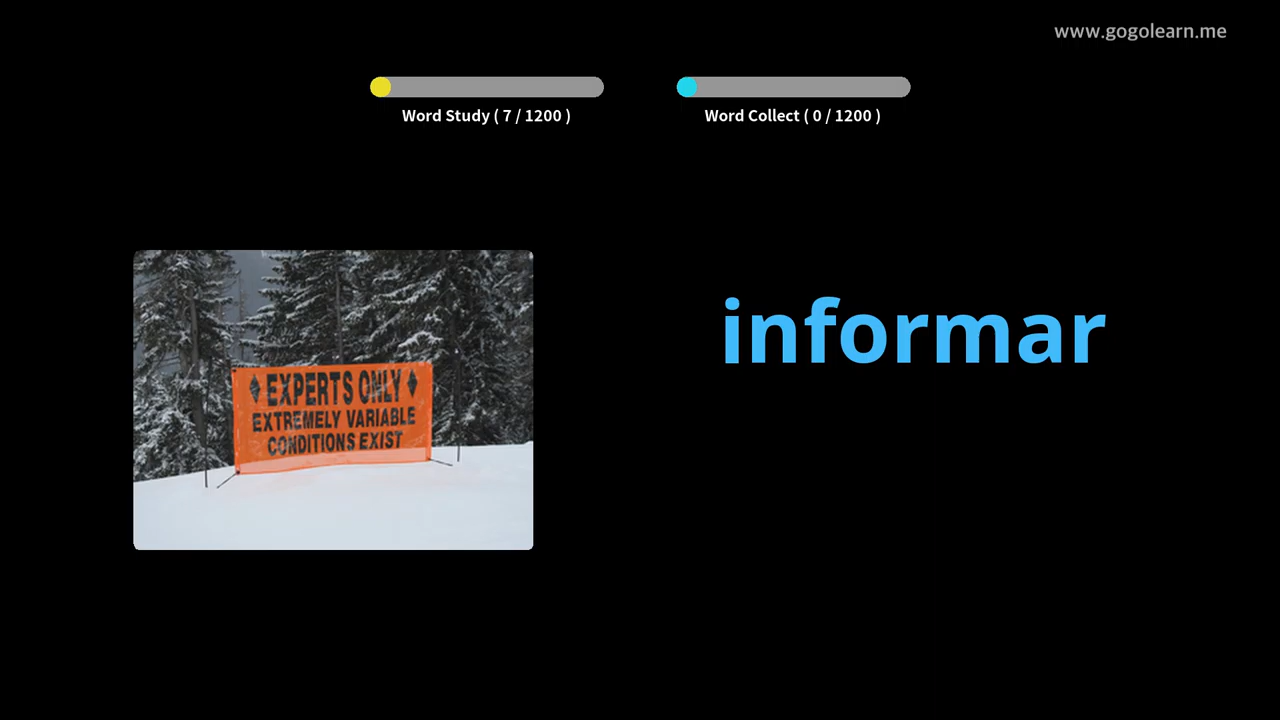 www.gogolearn.me
Word Study ( 7 / 1200 )
Word Collect ( 0 / 1200 )
informar
EXPERTS ONLY
EXTREMELY VARIABLE
CONDITIONS EXIST